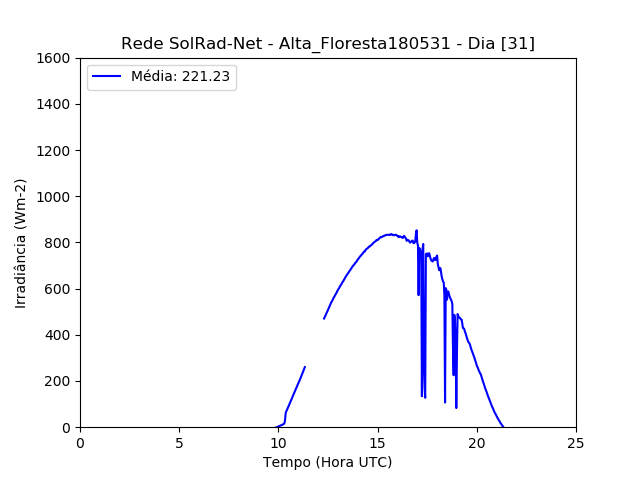 Rede SolRad-Net - Alta_Floresta180531 - Dia [31]
Média: 221.23
Irradiância (Wm-2)
1600
1400
1200
1000
800
600
400
200
0
0 5 10 15 20 25
Tempo (Hora UTC)